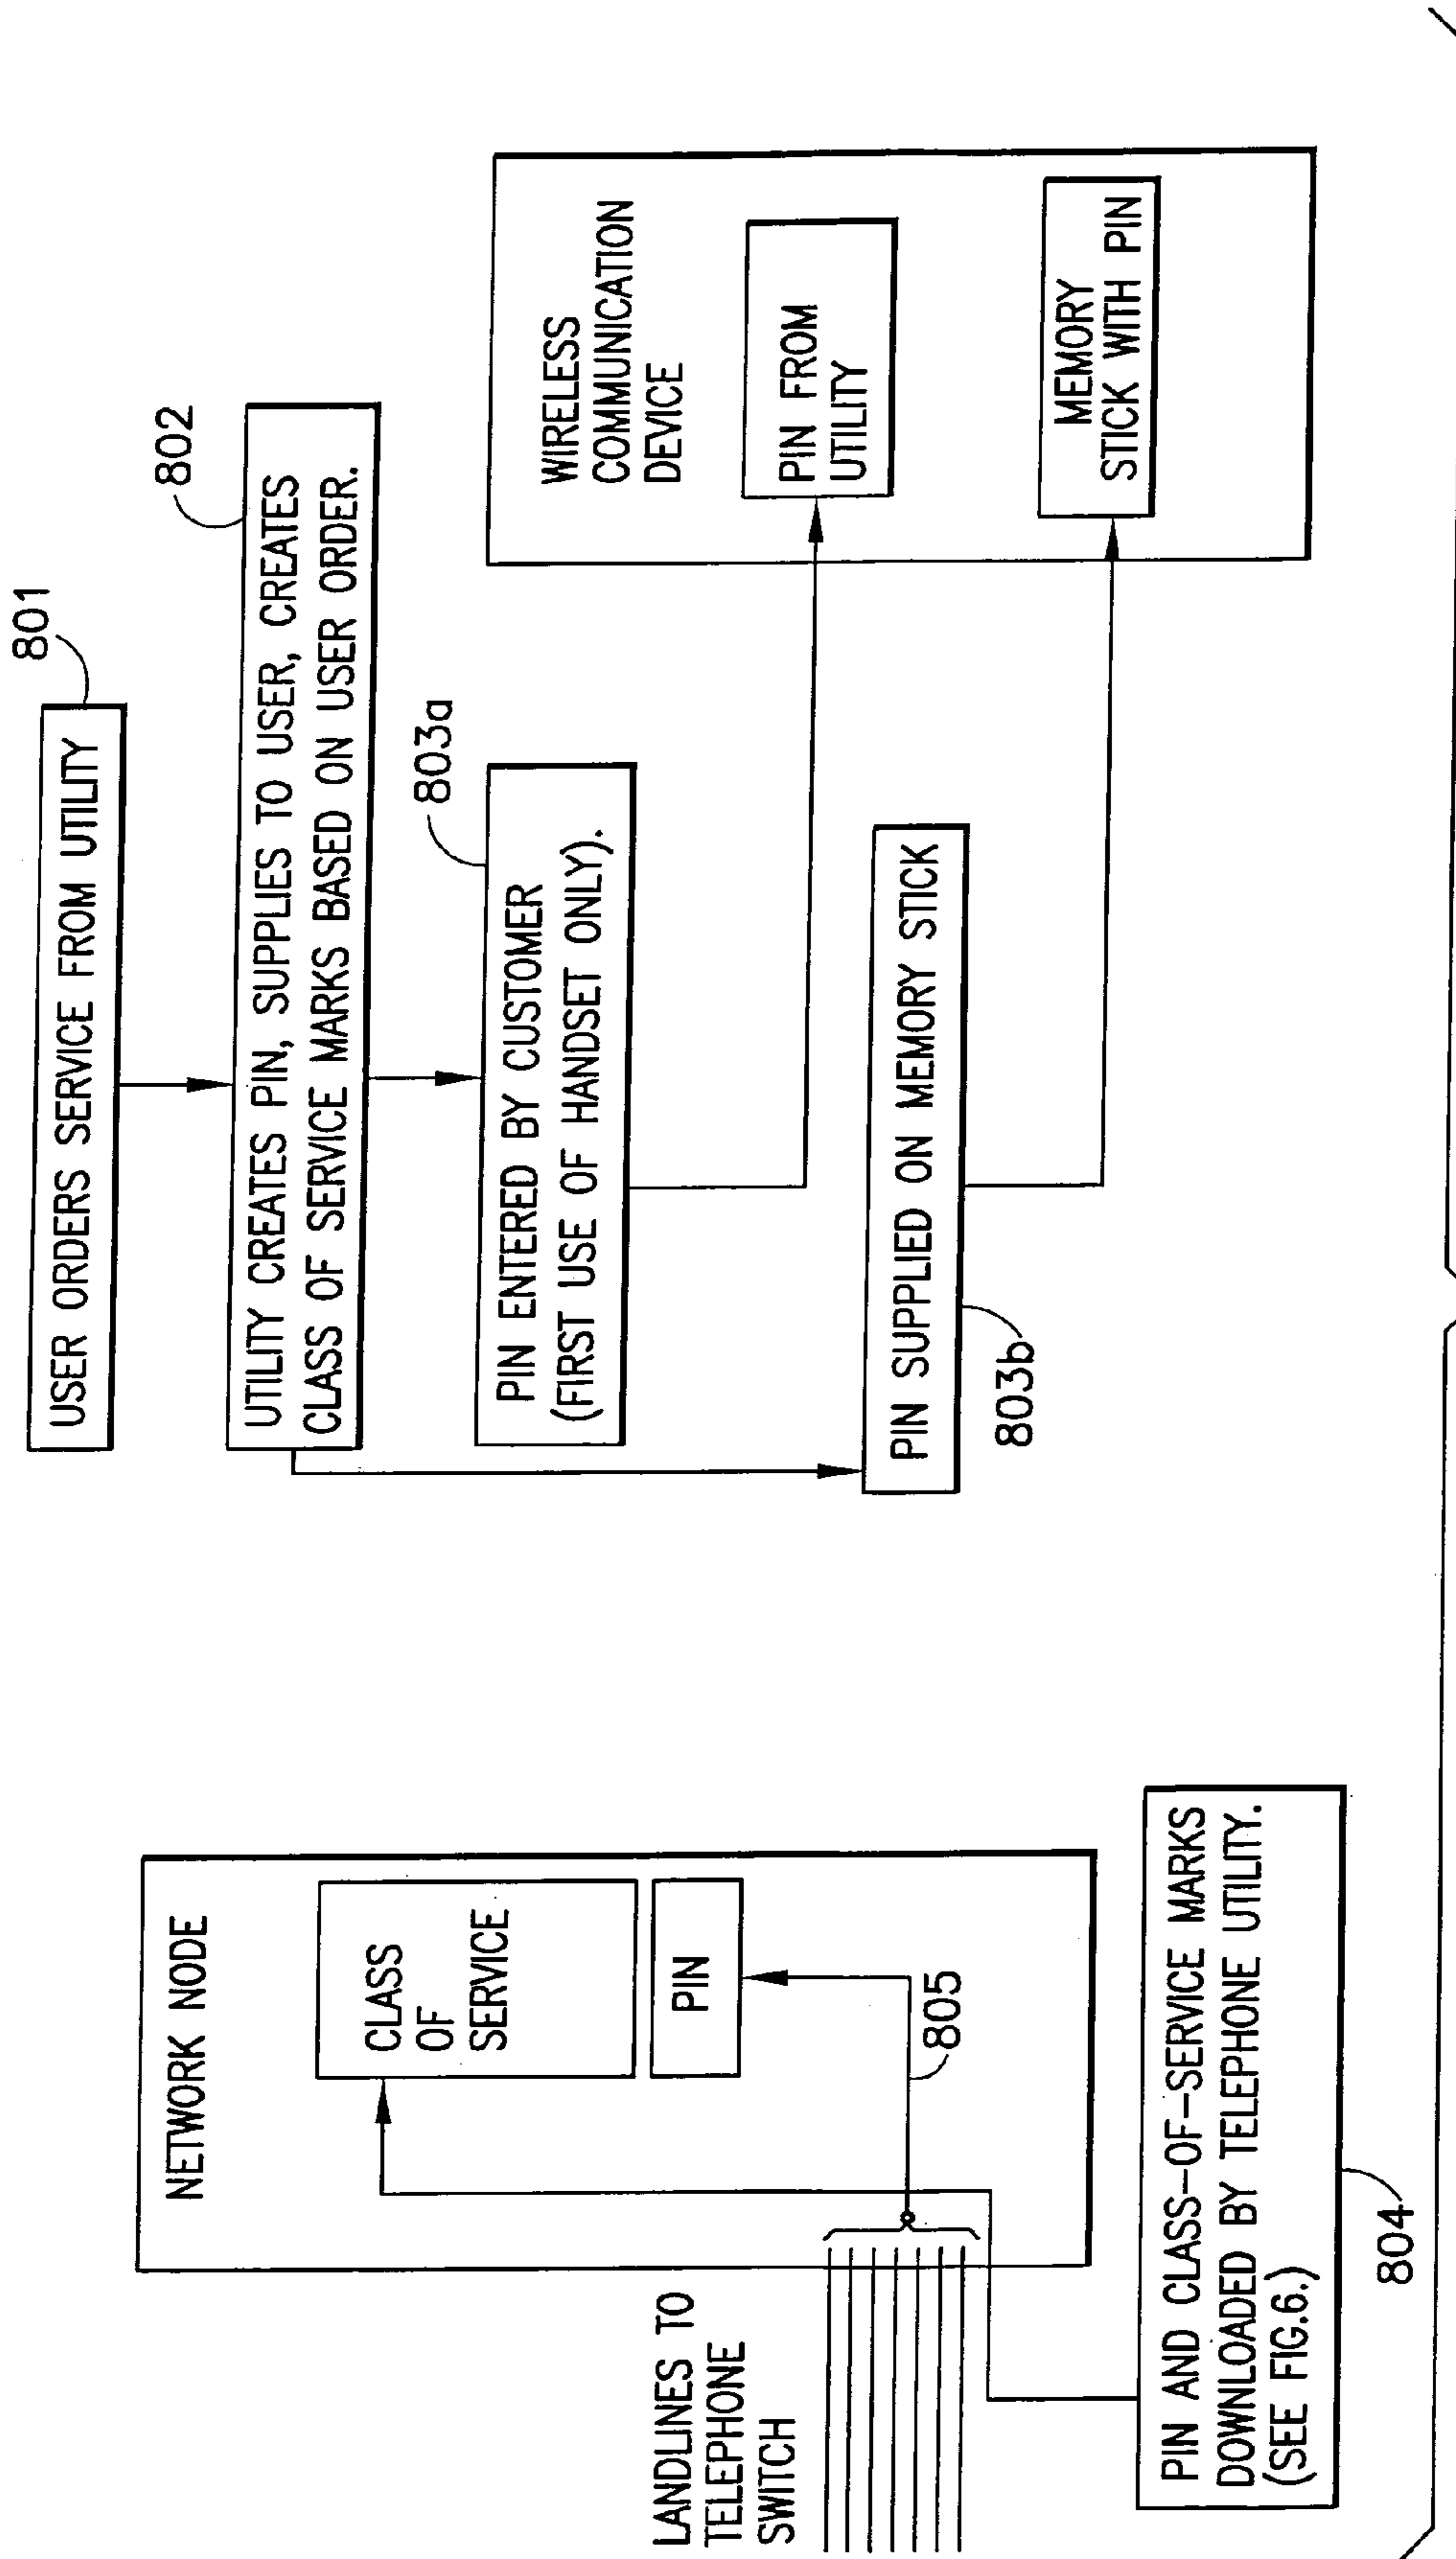 801
USER ORDERS SERVICE FROM UTILITY
802
UTILITY CREATES PIN, SUPPLIES TO USER, CREATES
CLASS OF SERVICE MARKS BASED ON USER ORDER.
803a
PIN ENTERED BY CUSTOMER
(FIRST USE OF HANDSET ONLY).
PIN SUPPLIED ON MEMORY STICK
803b
WIRELESS
COMMUNICATION
DEVICE
PIN FROM
UTILITY
MEMORY
STICK WITH PIN
NETWORK NODE
CLASS
OF
SERVICE
PIN
805
LANDLINES TO
TELEPHONE
SWITCH
PIN AND CLASS-OF-SERVICE MARKS
DOWNLOADED BY TELEPHONE UTILITY.
(SEE FIG.6.)
804